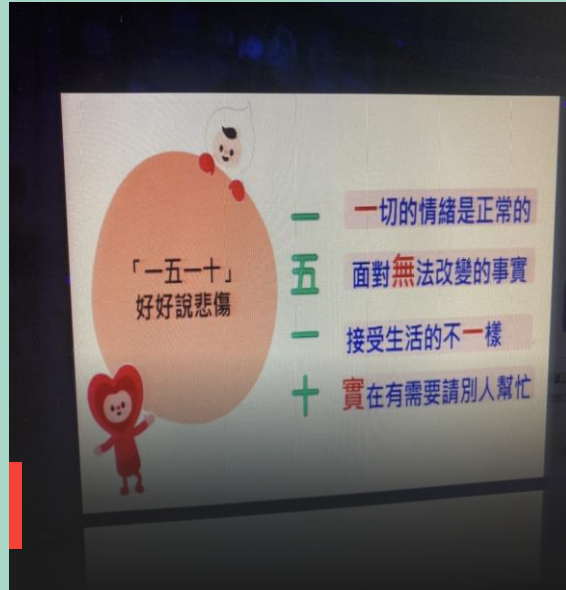 「一五一十」
好好說悲傷
一 一切的情緒是正常的
五 面對無法改變的事實
一 接受生活的不一樣
十 實在有需要請別人幫忙